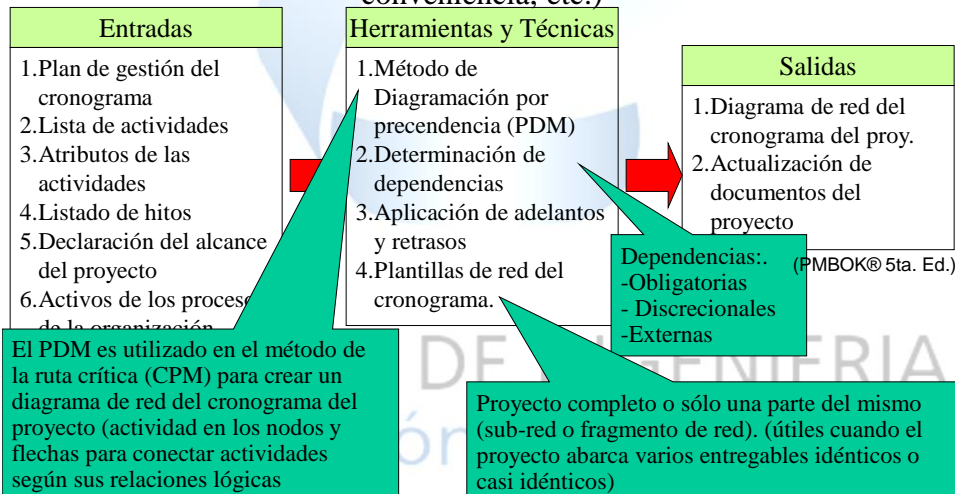 conveniencia, etc.)
Entradas
1.Plan de gestión del
cronograma
2.Lista de actividades
3.Atributos de las
actividades
4.Listado de hitos
5.Declaración del alcance
del proyecto
6.Activos de los proceso
de la organización
Herramientas y Técnicas
1.Método de
Diagramación por
precendencia (PDM)
2.Determinación de
dependencias
3.Aplicación de adelantos
y retrasos
4.Plantillas de red del
cronograma.
Salidas
1.Diagrama de red del
cronograma del proy.
2.Actualización de
documentos del
proyecto
(PMBOK® 5ta. Ed.)
Dependencias:.
-Obligatorias
- Discrecionales
-Externas
El PDM es utilizado en el método de
la ruta crítica (CPM) para crear un
diagrama de red del cronograma del
proyecto (actividad en los nodos y
flechas para conectar actividades
según sus relaciones lógicas
Proyecto completo o sólo una parte del mismo
(sub-red o fragmento de red). (útiles cuando el
proyecto abarca varios entregables idénticos o
casi idénticos)
DE INGENIERIA